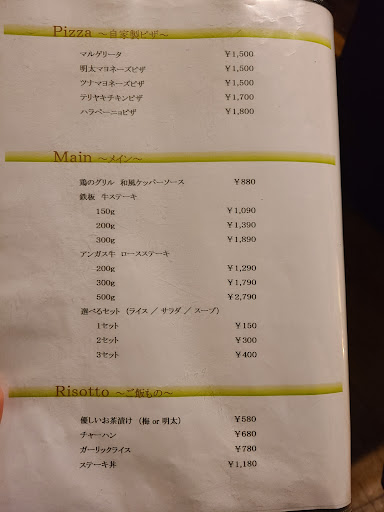 Pizza ～自家製ピザ～
マルゲリータ ￥1,500
明太マヨネーズピザ ￥1,500
ツナマヨネーズピザ ￥1,500
テリヤキチキンピザ ￥1,700
ハラペーニョピザ ￥1,800
Main ～メイン～
鶏のグリル 和風ケッパーソース ￥880
鉄板 牛ステーキ
150g ￥1,090
200g ￥1,390
300g ￥1,890
アンガス牛 ロースステーキ
200g ￥1,290
300g ￥1,790
500g ￥2,790
選べるセット（ライス／サラダ／スープ）
1セット ￥150
2セット ￥300
3セット ￥400
Risotto ～ご飯もの～
優しいお茶漬け（梅 or 明太） ￥580
チャーハン ￥680
ガーリックライス ￥780
ステーキ丼 ￥1,180